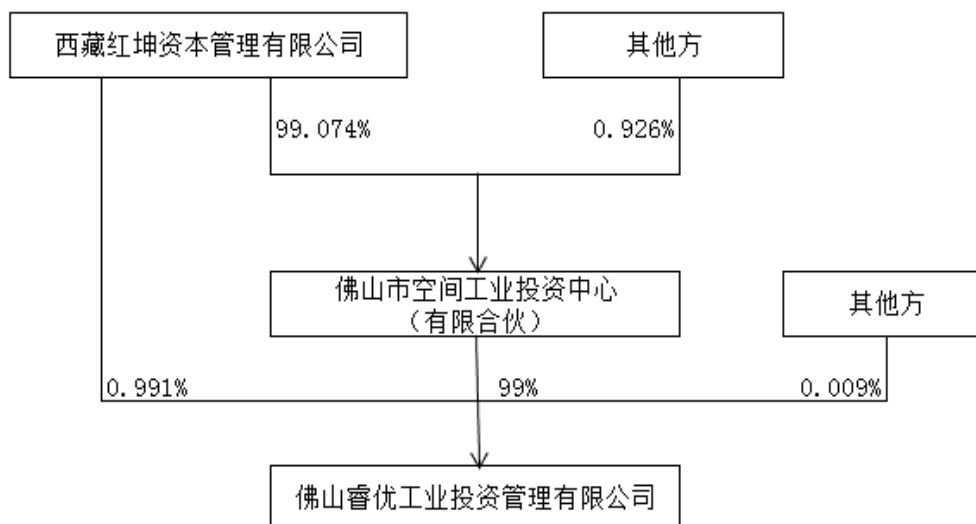 西藏红坤资本管理有限公司
其他方
99.074%
0.926%
佛山市空间工业投资中心
（有限合伙）
其他方
0.991%
99%
0.009%
佛山睿优工业投资管理有限公司